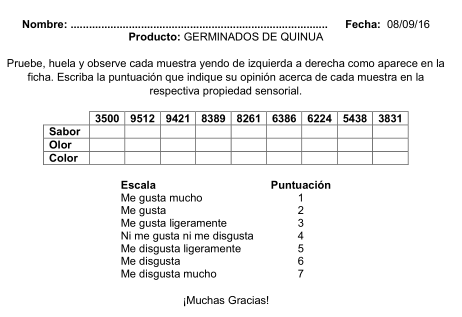 Nombre: ................................................................................ Fecha: 08/09/16
Producto: GERMINADOS DE QUINUA
Pruebe, huela y observe cada muestra yendo de izquierda a derecha como aparece en la
ficha. Escriba la puntuación que indique su opinión acerca de cada muestra en la
respectiva propiedad sensorial.
3500 9512 9421 8389 8261 6386 6224 5438 3831
Sabor
Olor
Color
Escala Puntuación
Me gusta mucho 1
Me gusta 2
Me gusta ligeramente 3
Ni me gusta ni me disgusta 4
Me disgusta ligeramente 5
Me disgusta 6
Me disgusta mucho 7
¡Muchas Gracias!